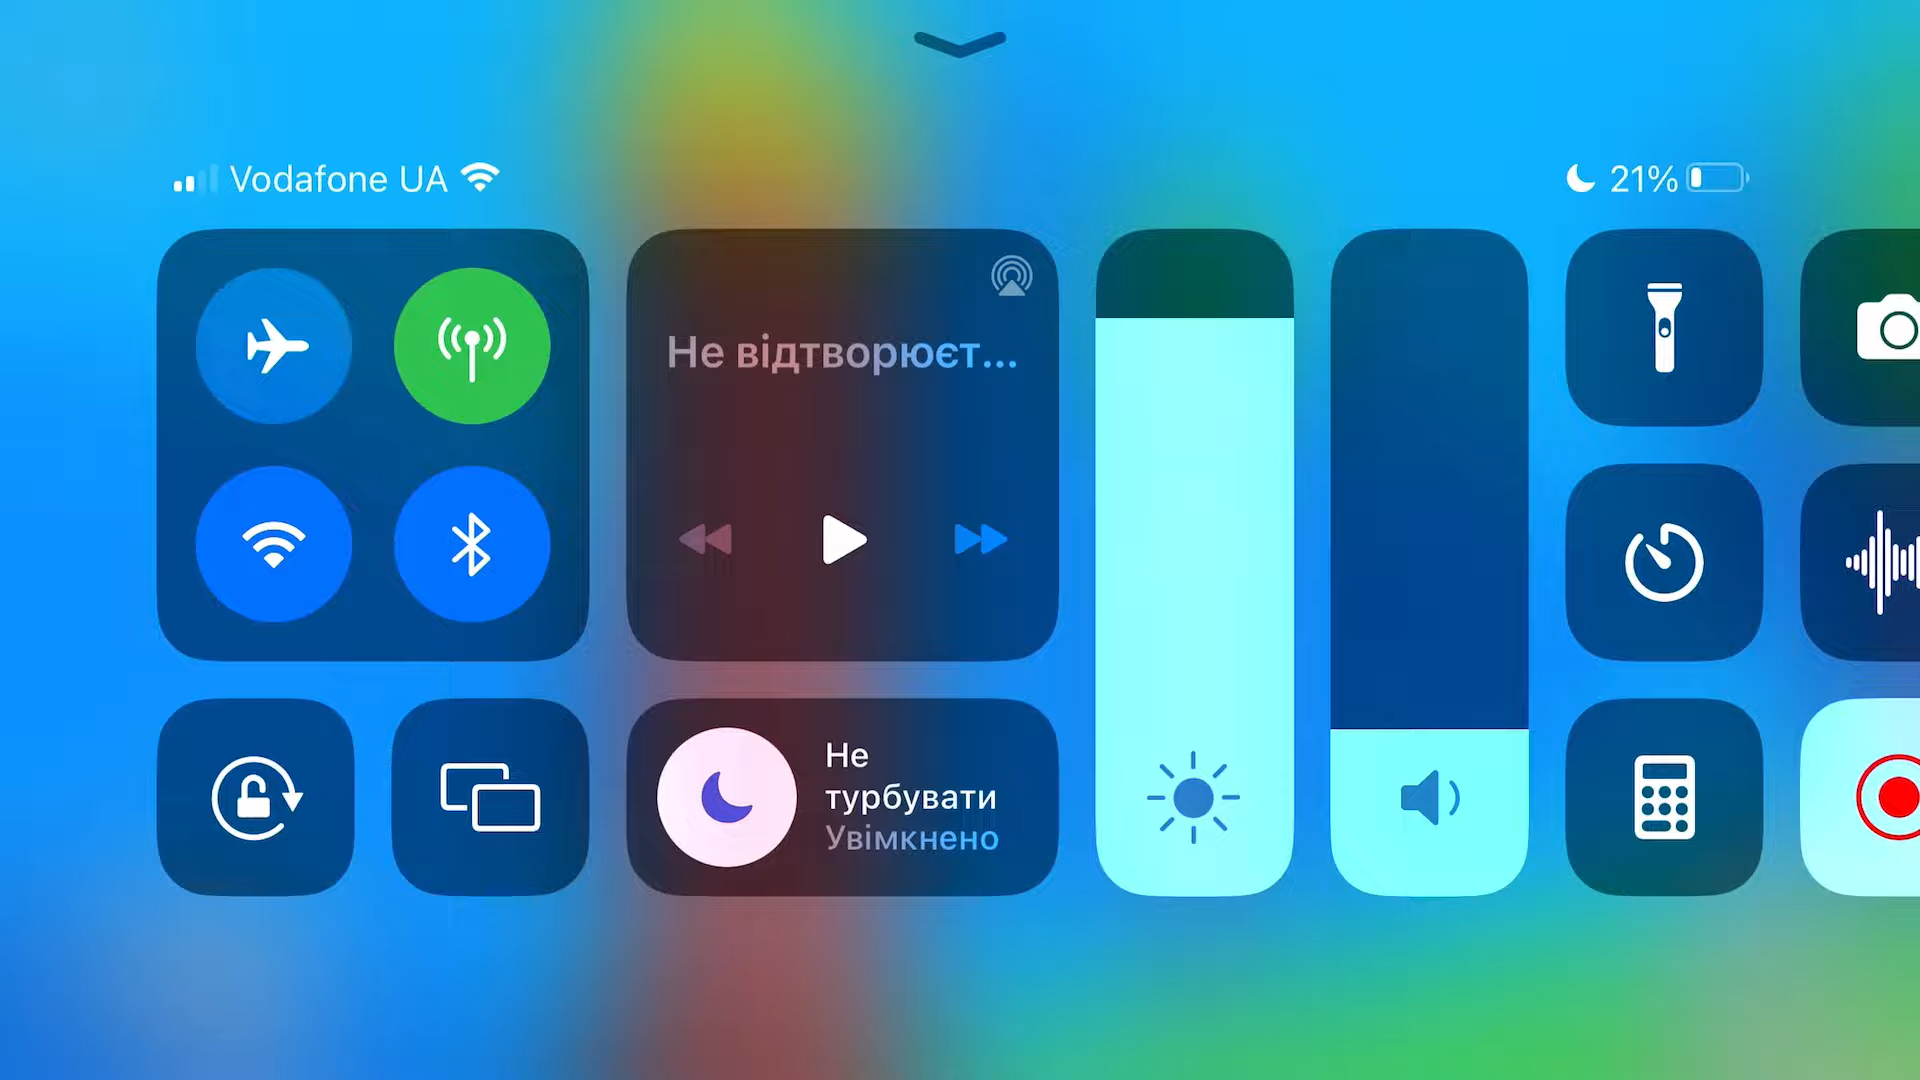 Vodafone UA
21%
Не відтворюєт...
Не
турбувати
Увімкнено